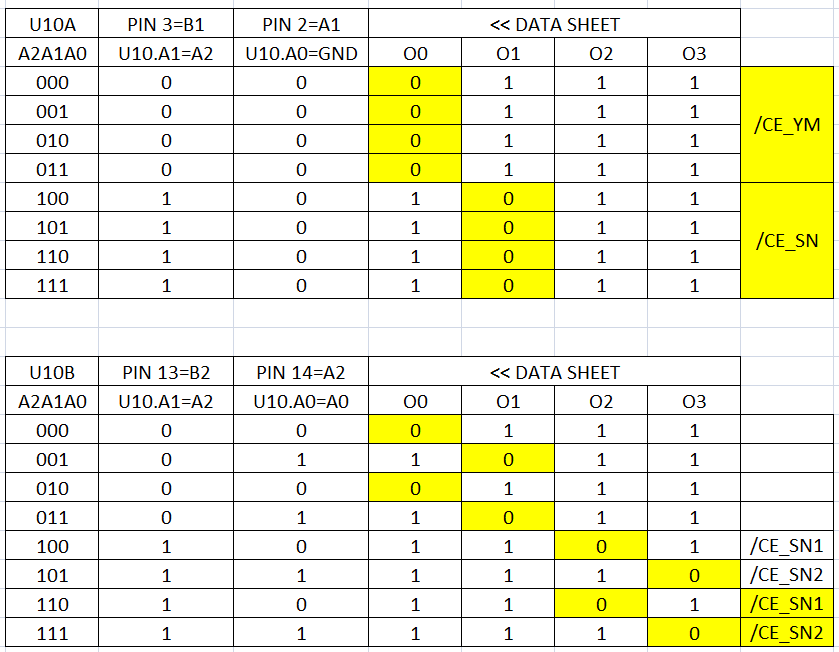 U10A PIN 3=B1 PIN 2=A1 << DATA SHEET
A2A1A0 U10.A1=A2 U10.A0=GND O0 O1 O2 O3
000 0 0 0 1 1 1
001 0 0 0 1 1 1
/CE_YM
010 0 0 0 1 1 1
011 0 0 0 1 1 1
100 1 0 1 0 1 1
101 1 0 1 0 1 1
/CE_SN
110 1 0 1 0 1 1
111 1 0 1 0 1 1
U10B PIN 13=B2 PIN 14=A2 << DATA SHEET
A2A1A0 U10.A1=A2 U10.A0=A0 O0 O1 O2 O3
000 0 0 0 1 1 1
001 0 1 1 0 1 1
010 0 0 0 1 1 1
011 0 1 1 0 1 1
100 1 0 1 1 0 1 /CE_SN1
101 1 1 1 1 1 0 /CE_SN2
110 1 0 1 1 0 1 /CE_SN1
111 1 1 1 1 1 0 /CE_SN2